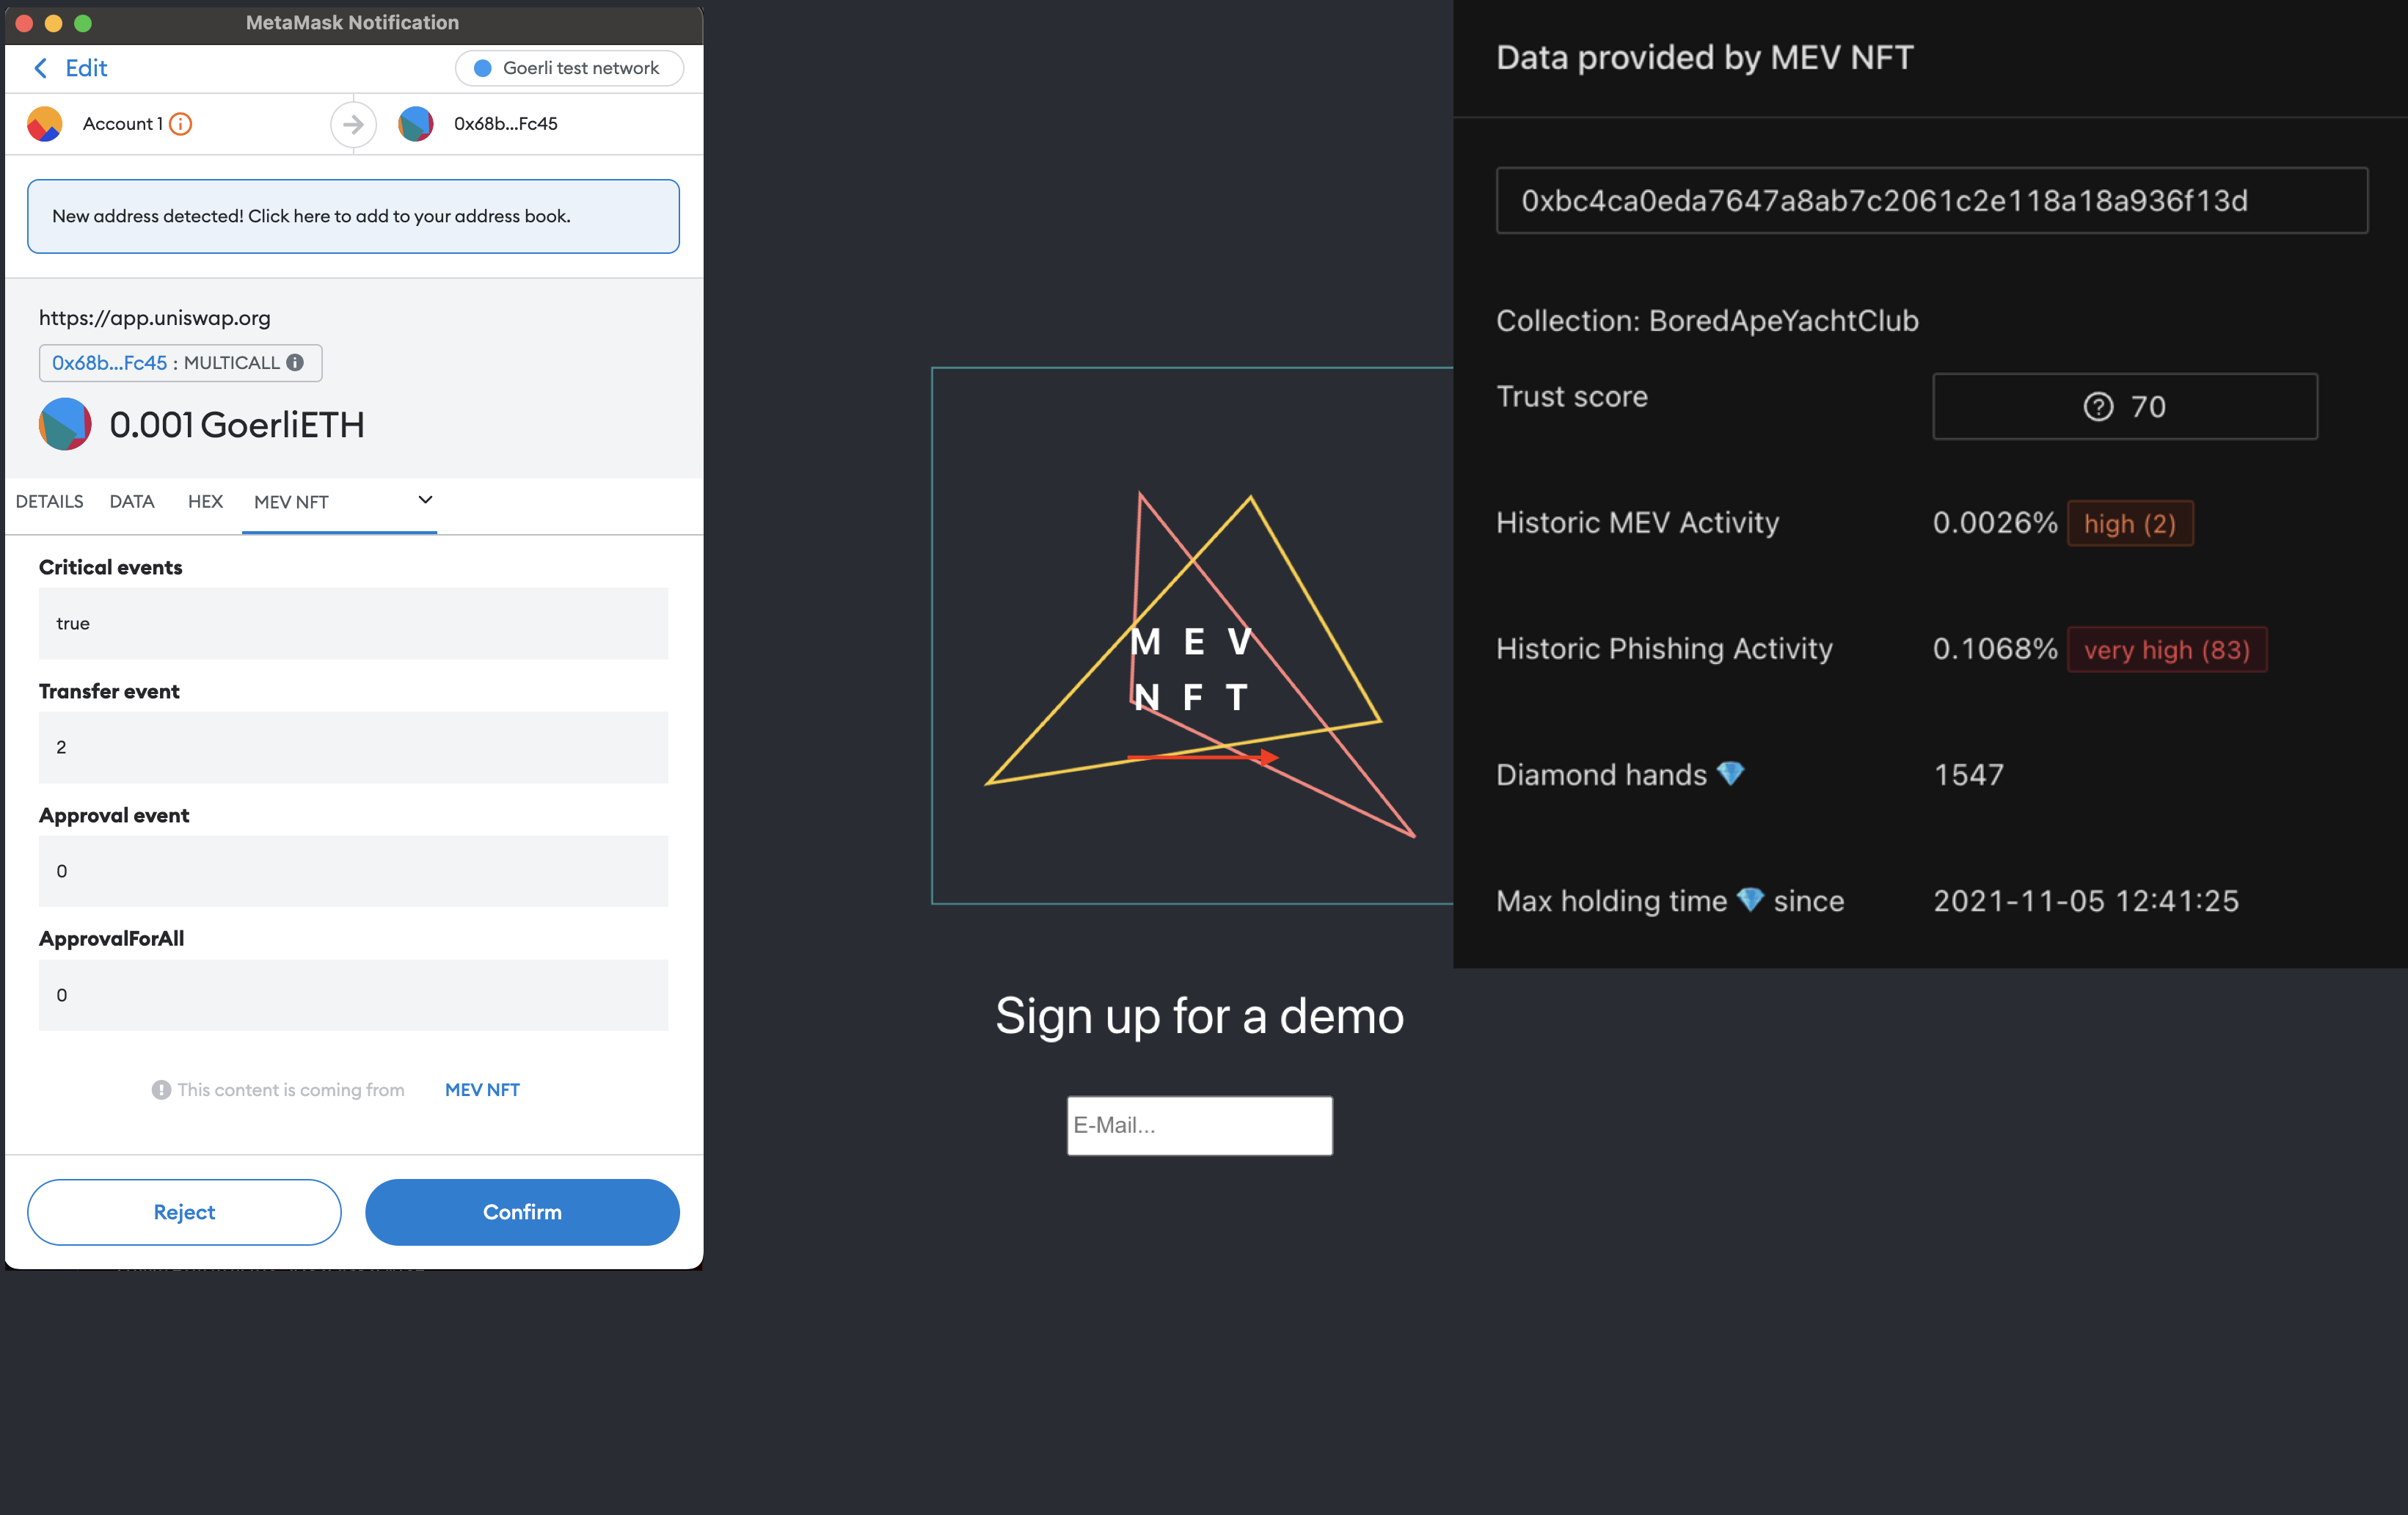 MetaMask Notification
Edit
Goerli test network
Account 1
0x68b...Fc45
New address detected! Click here to add to your address book.
https://app.uniswap.org
0x68b...Fc45 : MULTICALL
0.001 GoerliETH
DETAILS DATA HEX MEV NFT
Critical events
true
Transfer event
2
Approval event
0
ApprovalForAll
0
This content is coming from MEV NFT
Reject Confirm
M E V
N F T
Sign up for a demo
E-Mail...
Data provided by MEV NFT
0xbc4ca0eda7647a8ab7c2061c2e118a18a936f13d
Collection: BoredApeYachtClub
Trust score ? 70
Historic MEV Activity 0.0026% high (2)
Historic Phishing Activity 0.1068% very high (83)
Diamond hands 💎 1547
Max holding time 💎 since 2021-11-05 12:41:25